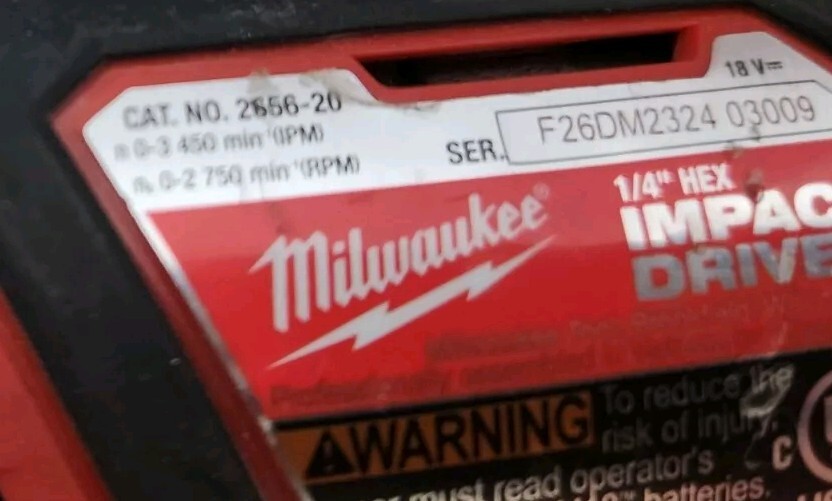 18 V⎓
CAT. NO. 2656-20
n 0-3 450 min⁻¹(IPM)
SER. F26DM2324 03009
n₀ 0-2 750 min⁻¹(RPM)
Milwaukee®
1/4" HEX
IMPAC
DRIVE
WARNING
To reduce the
risk of injury,
must read operator's
batteries.
C